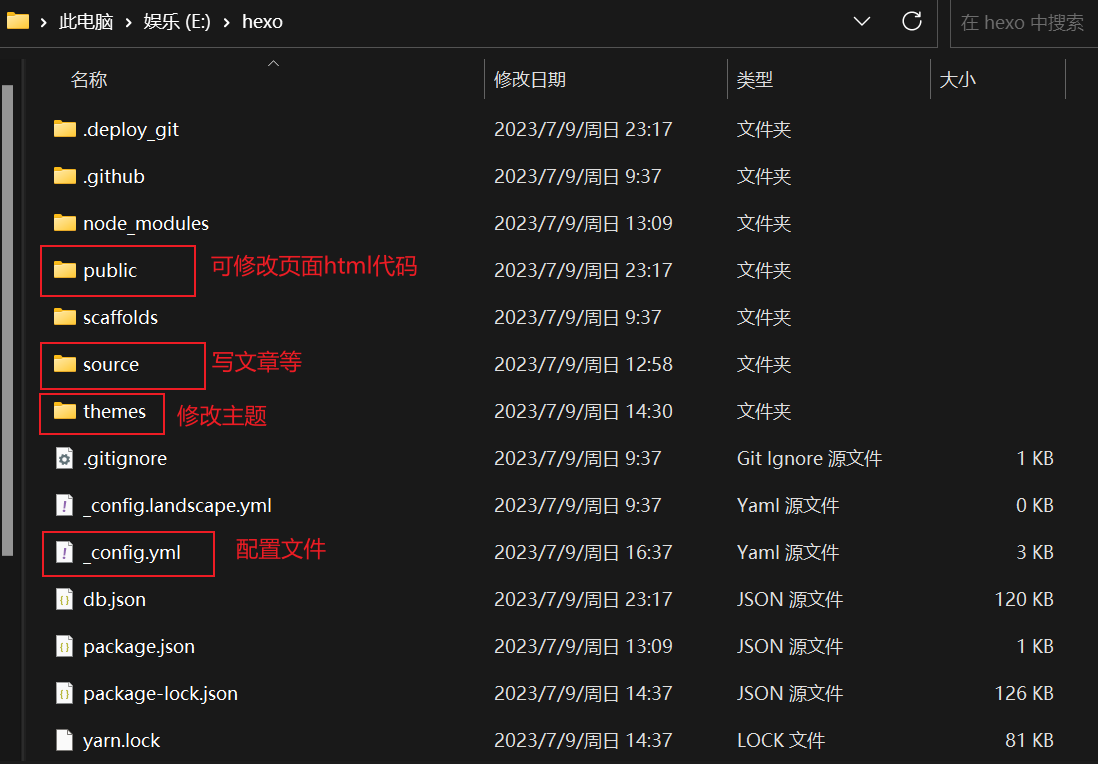 此电脑 › 娱乐 (E:) › hexo 在 hexo 中搜索
名称 修改日期 类型 大小
.deploy_git 2023/7/9/周日 23:17 文件夹
.github 2023/7/9/周日 9:37 文件夹
node_modules 2023/7/9/周日 13:09 文件夹
public 可修改页面html代码 2023/7/9/周日 23:17 文件夹
scaffolds 2023/7/9/周日 9:37 文件夹
source 写文章等 2023/7/9/周日 12:58 文件夹
themes 修改主题 2023/7/9/周日 14:30 文件夹
.gitignore 2023/7/9/周日 9:37 Git Ignore 源文件 1 KB
_config.landscape.yml 2023/7/9/周日 9:37 Yaml 源文件 0 KB
_config.yml 配置文件 2023/7/9/周日 16:37 Yaml 源文件 3 KB
db.json 2023/7/9/周日 23:17 JSON 源文件 120 KB
package.json 2023/7/9/周日 13:09 JSON 源文件 1 KB
package-lock.json 2023/7/9/周日 14:37 JSON 源文件 126 KB
yarn.lock 2023/7/9/周日 14:37 LOCK 文件 81 KB